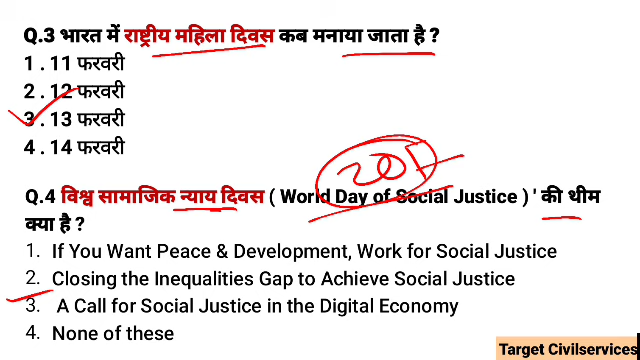 Q.3 भारत में राष्ट्रीय महिला दिवस कब मनाया जाता है ?
1 . 11 फरवरी
2 . 12 फरवरी
3 . 13 फरवरी
4 . 14 फरवरी
Q.4 विश्व सामाजिक न्याय दिवस ( World Day of Social Justice ) ' की थीम
क्या है ?
1. If You Want Peace & Development, Work for Social Justice
2. Closing the Inequalities Gap to Achieve Social Justice
3. A Call for Social Justice in the Digital Economy
4. None of these
Target Civilservices